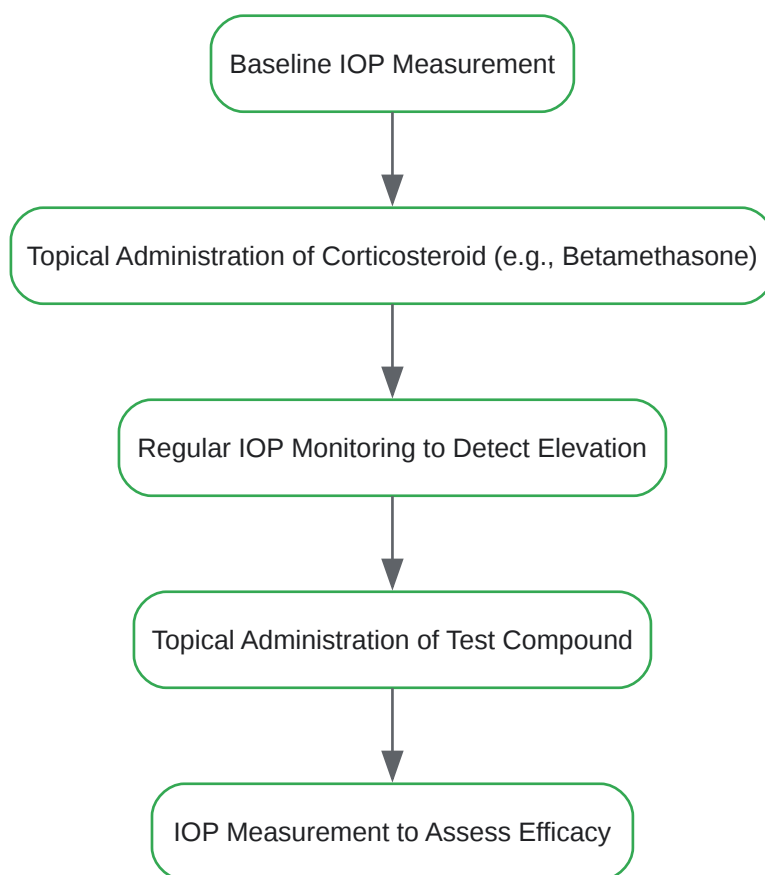 Baseline IOP Measurement
Topical Administration of Corticosteroid (e.g., Betamethasone)
Regular IOP Monitoring to Detect Elevation
Topical Administration of Test Compound
IOP Measurement to Assess Efficacy